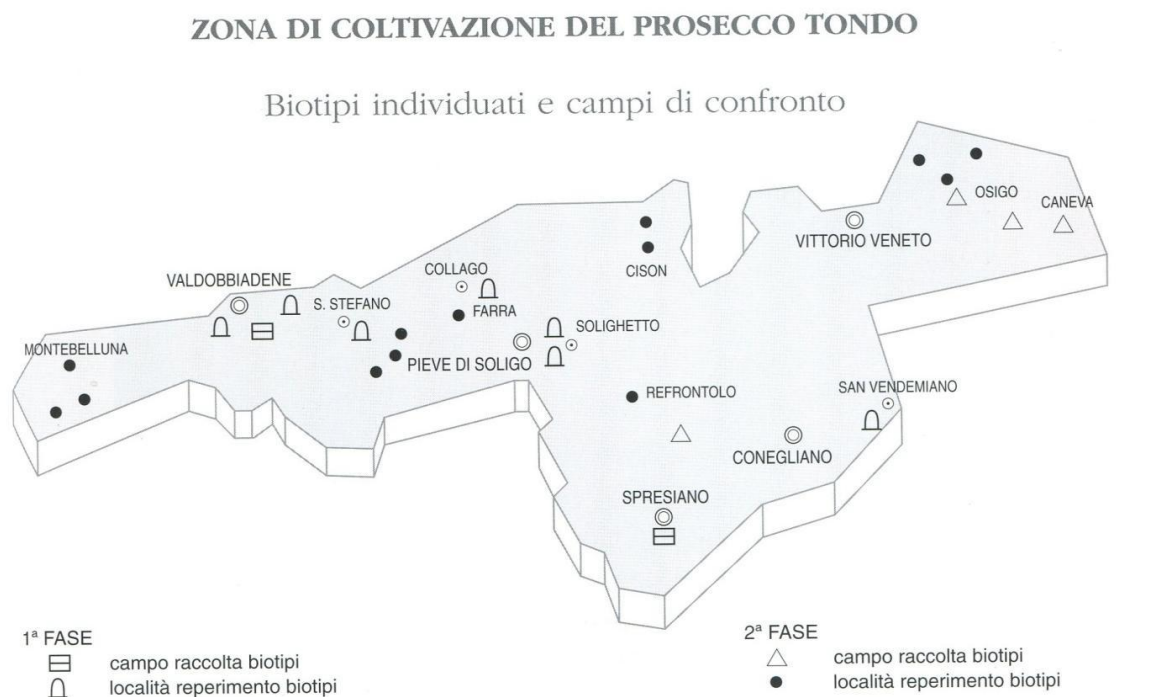 ZONA DI COLTIVAZIONE DEL PROSECCO TONDO
Biotipi individuati e campi di confronto
OSIGO
CANEVA
VITTORIO VENETO
CISON
COLLAGO
VALDOBBIADENE
S. STEFANO
FARRA
SOLIGHETTO
MONTEBELLUNA
PIEVE DI SOLIGO
REFRONTOLO
SAN VENDEMIANO
CONEGLIANO
SPRESIANO
1ª FASE
campo raccolta biotipi
località reperimento biotipi
2ª FASE
campo raccolta biotipi
località reperimento biotipi